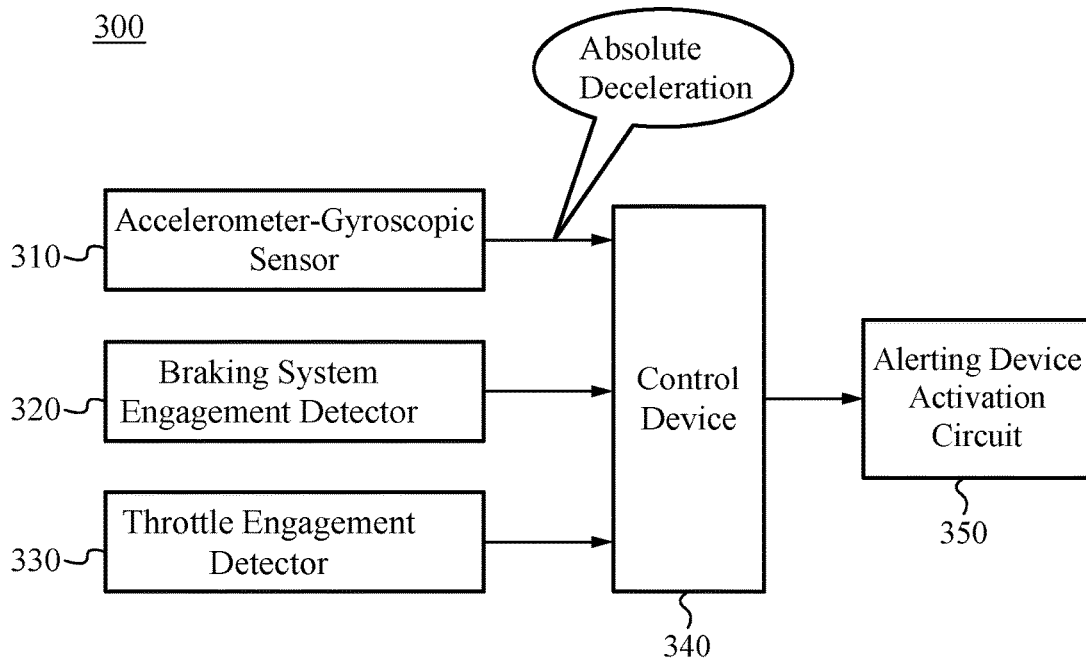 300
Absolute
Deceleration
Accelerometer-Gyroscopic
Sensor
310
Braking System
Engagement Detector
320
Throttle Engagement
Detector
330
Control
Device
340
Alerting Device
Activation
Circuit
350